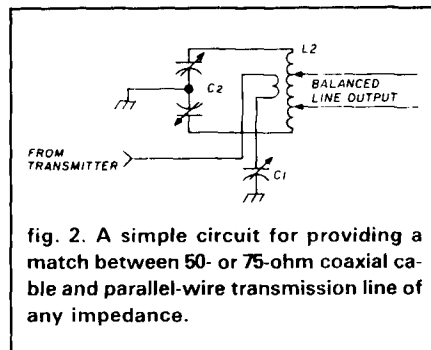 L2
C2
BALANCED
LINE OUTPUT
FROM
TRANSMITTER
C1
fig. 2. A simple circuit for providing a
match between 50- or 75-ohm coaxial ca-
ble and parallel-wire transmission line of
any impedance.